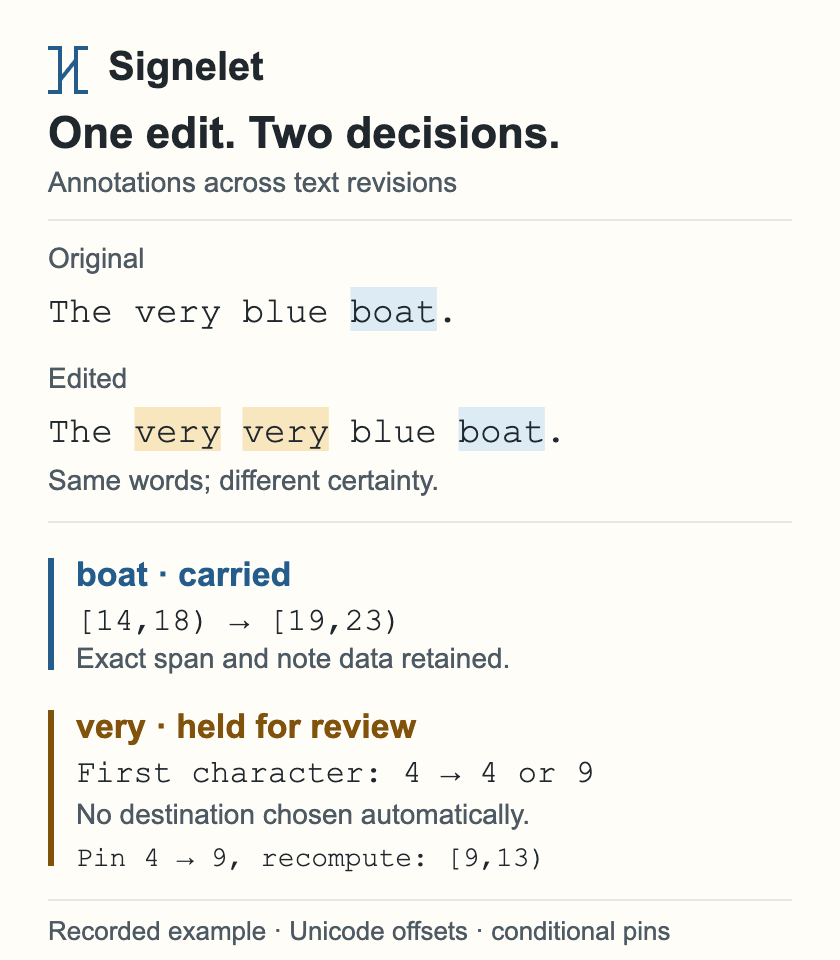 Signelet
One edit. Two decisions.
Annotations across text revisions
Original
The very blue boat.
Edited
The very very blue boat.
Same words; different certainty.
boat · carried
[14,18) → [19,23)
Exact span and note data retained.
very · held for review
First character: 4 → 4 or 9
No destination chosen automatically.
Pin 4 → 9, recompute: [9,13)
Recorded example · Unicode offsets · conditional pins